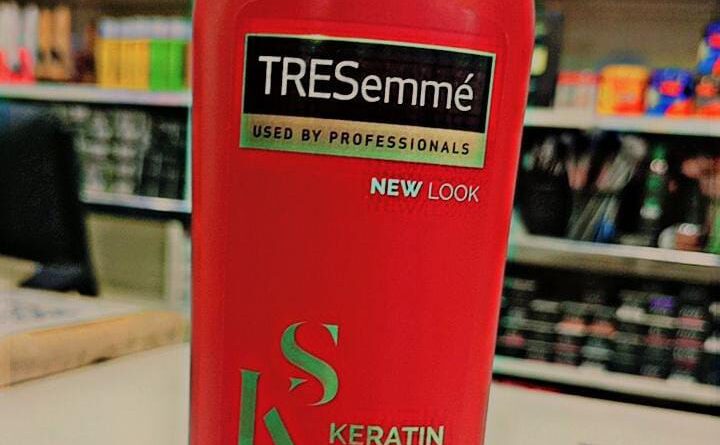 TRESemmé
USED BY PROFESSIONALS
NEW LOOK
KS
KERATIN